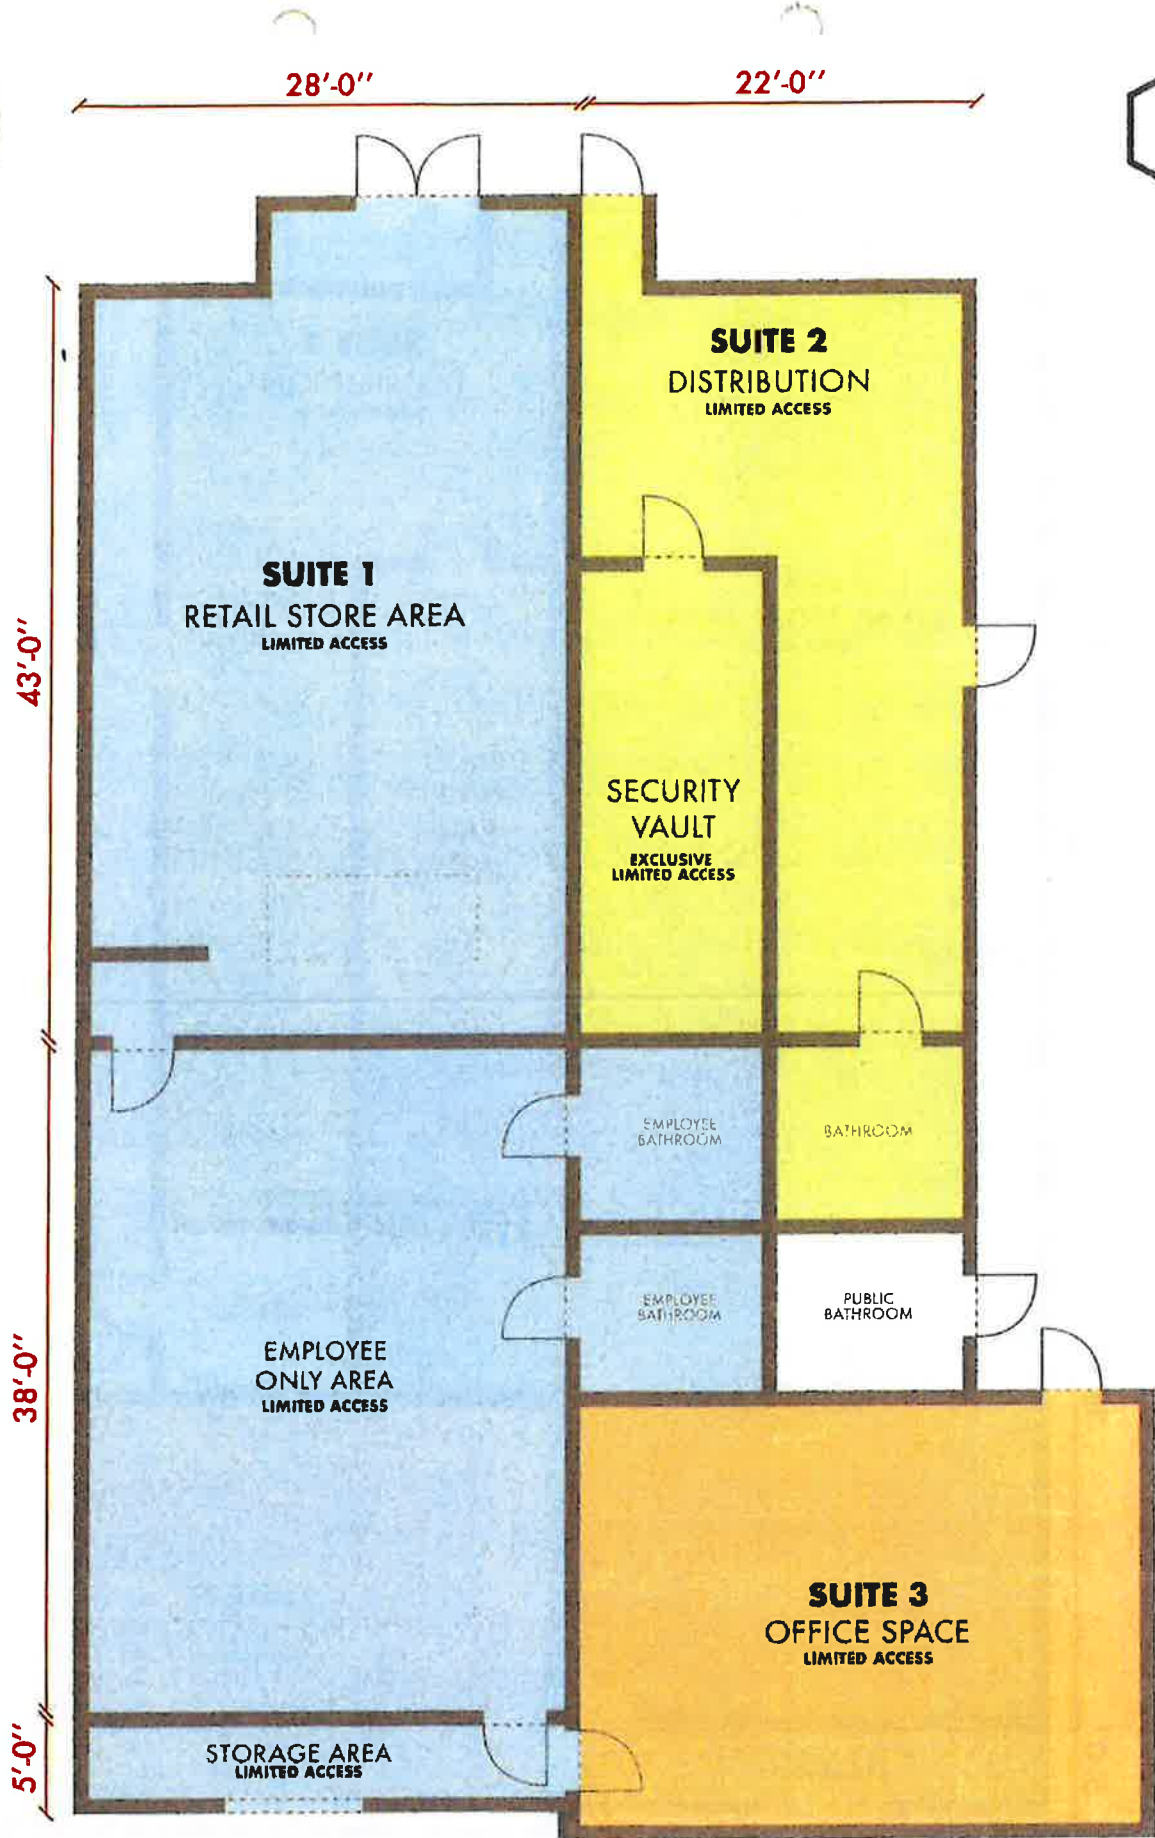 28'-0"
22'-0"
SUITE 2
DISTRIBUTION
LIMITED ACCESS
SUITE 1
RETAIL STORE AREA
LIMITED ACCESS
43'-0"
SECURITY
VAULT
EXCLUSIVE
LIMITED ACCESS
EMPLOYEE
BATHROOM
BATHROOM
EMPLOYEE
BATHROOM
PUBLIC
BATHROOM
38'-0"
EMPLOYEE
ONLY AREA
LIMITED ACCESS
SUITE 3
OFFICE SPACE
LIMITED ACCESS
5'-0"
STORAGE AREA
LIMITED ACCESS